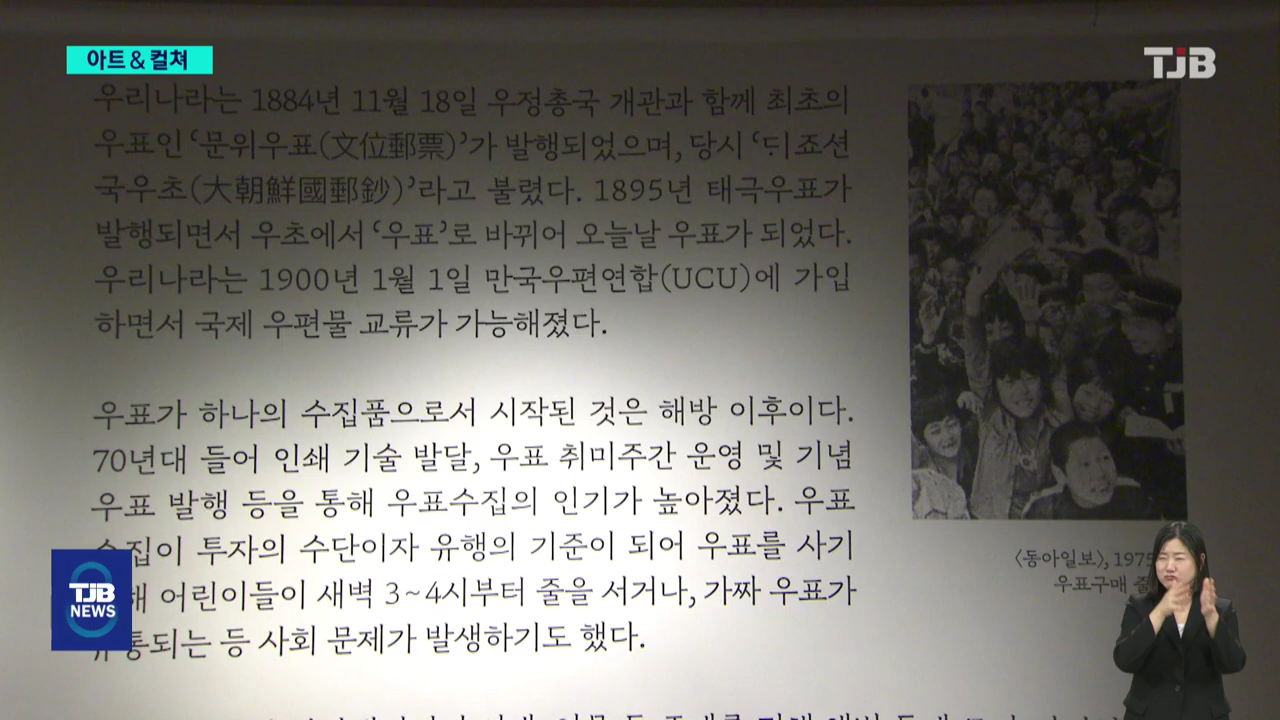 아트&컬쳐
TJB
우리나라는 1884년 11월 18일 우정총국 개관과 함께 최초의
우표인 ‘문위우표(文位郵票)’가 발행되었으며, 당시 ‘ 죠션
국우초(大朝鮮國郵鈔)’라고 불렸다. 1895년 태극우표가
발행되면서 우초에서 ‘우표’로 바뀌어 오늘날 우표가 되었다.
우리나라는 1900년 1월 1일 만국우편연합(UCU)에 가입
하면서 국제 우편물 교류가 가능해졌다.
우표가 하나의 수집품으로서 시작된 것은 해방 이후이다.
70년대 들어 인쇄 기술 발달, 우표 취미주간 운영 및 기념
우표 발행 등을 통해 우표수집의 인기가 높아졌다. 우표
수집이 투자의 수단이자 유행의 기준이 되어 우표를 사기
해 어린이들이 새벽 3~4시부터 줄을 서거나, 가짜 우표가
유통되는 등 사회 문제가 발생하기도 했다.
〈동아일보〉, 1975
우표구매
TJB
NEWS